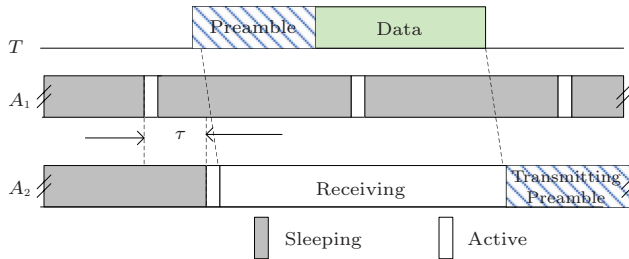 Preamble
Data
T
A1
τ
A2
Receiving
Transmitting
Preamble
Sleeping
Active